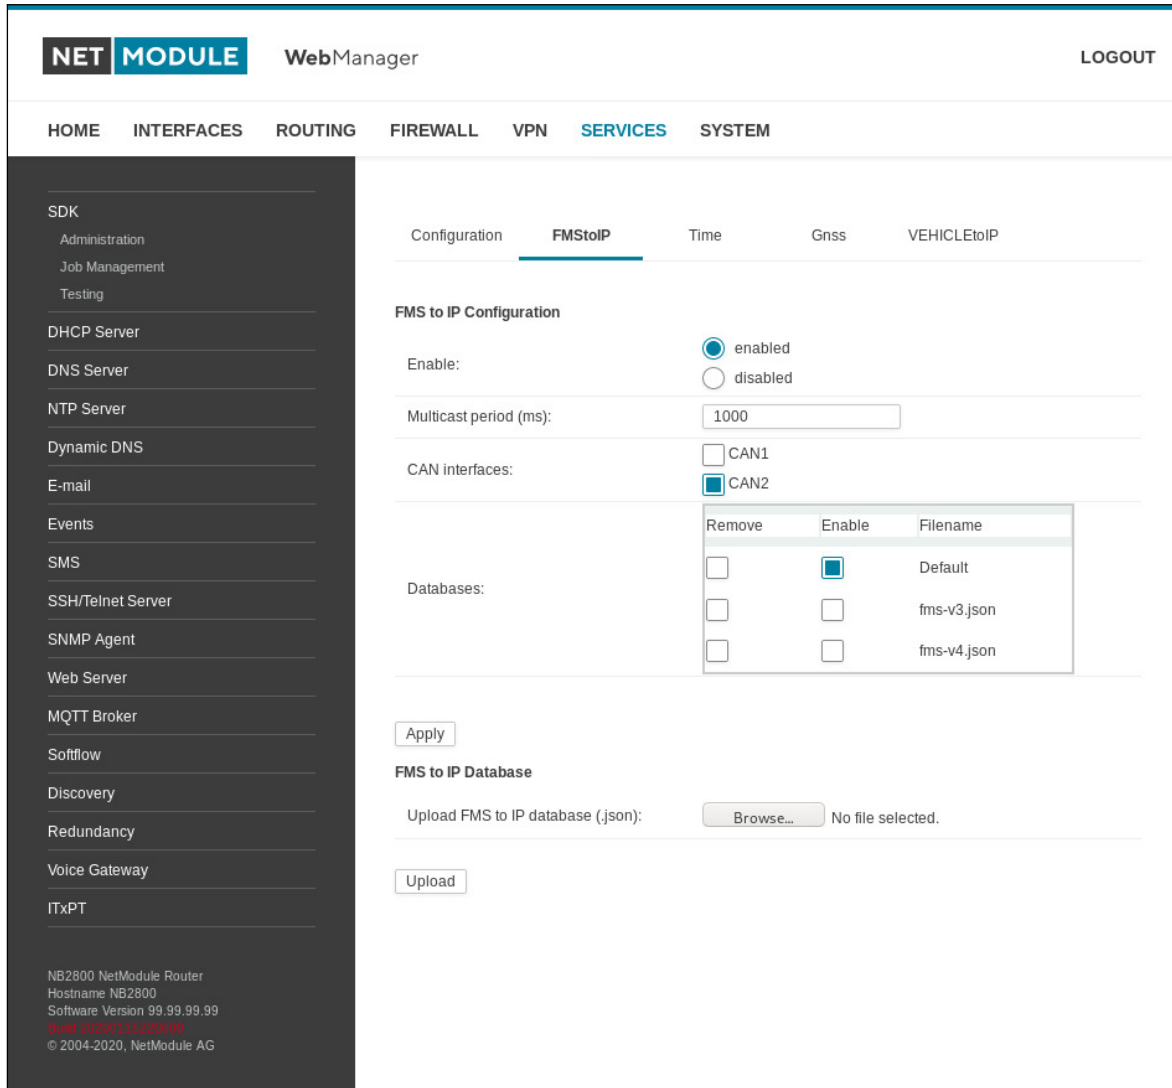 NET MODULE WebManager LOGOUT
HOME INTERFACES ROUTING FIREWALL VPN SERVICES SYSTEM
SDK
Administration
Job Management
Testing
DHCP Server
DNS Server
NTP Server
Dynamic DNS
E-mail
Events
SMS
SSH/Telnet Server
SNMP Agent
Web Server
MQTT Broker
Softflow
Discovery
Redundancy
Voice Gateway
ITxPT
NB2800 NetModule Router
Hostname NB2800
Software Version 99.99.99.99
Build
© 2004-2020, NetModule AG
Configuration FMStoIP Time Gnss VEHICLEtoIP
FMS to IP Configuration
Enable: enabled
disabled
Multicast period (ms): 1000
CAN interfaces: CAN1
CAN2
Databases:
Remove Enable Filename
Default
fms-v3.json
fms-v4.json
Apply
FMS to IP Database
Upload FMS to IP database (.json): Browse... No file selected.
Upload